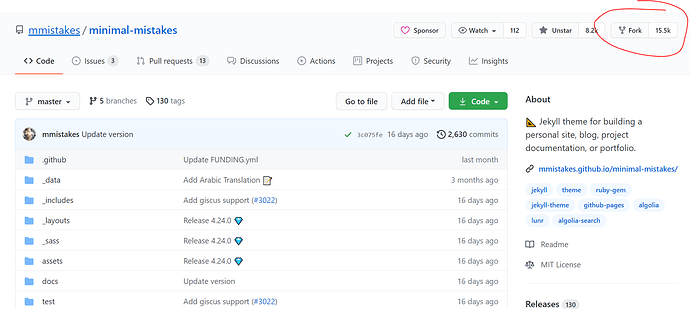 mmistakes / minimal-mistakes
Sponsor Watch 112 Unstar 8.2k Fork 15.5k
Code Issues 3 Pull requests 13 Discussions Actions Projects Security Insights
master 5 branches 130 tags Go to file Add file Code
mmistakes Update version 3c075fe 16 days ago 2,630 commits
.github Update FUNDING.yml last month
_data Add Arabic Translation 3 months ago
_includes Add giscus support (#3022) 16 days ago
_layouts Release 4.24.0 16 days ago
_sass Release 4.24.0 16 days ago
assets Release 4.24.0 16 days ago
docs Update version 16 days ago
test Add giscus support (#3022) 16 days ago
About
Jekyll theme for building a
personal site, blog, project
documentation, or portfolio.
mmistakes.github.io/minimal-mistakes/
jekyll theme ruby-gem
jekyll-theme github-pages algolia
lunr algolia-search
Readme
MIT License
Releases 130